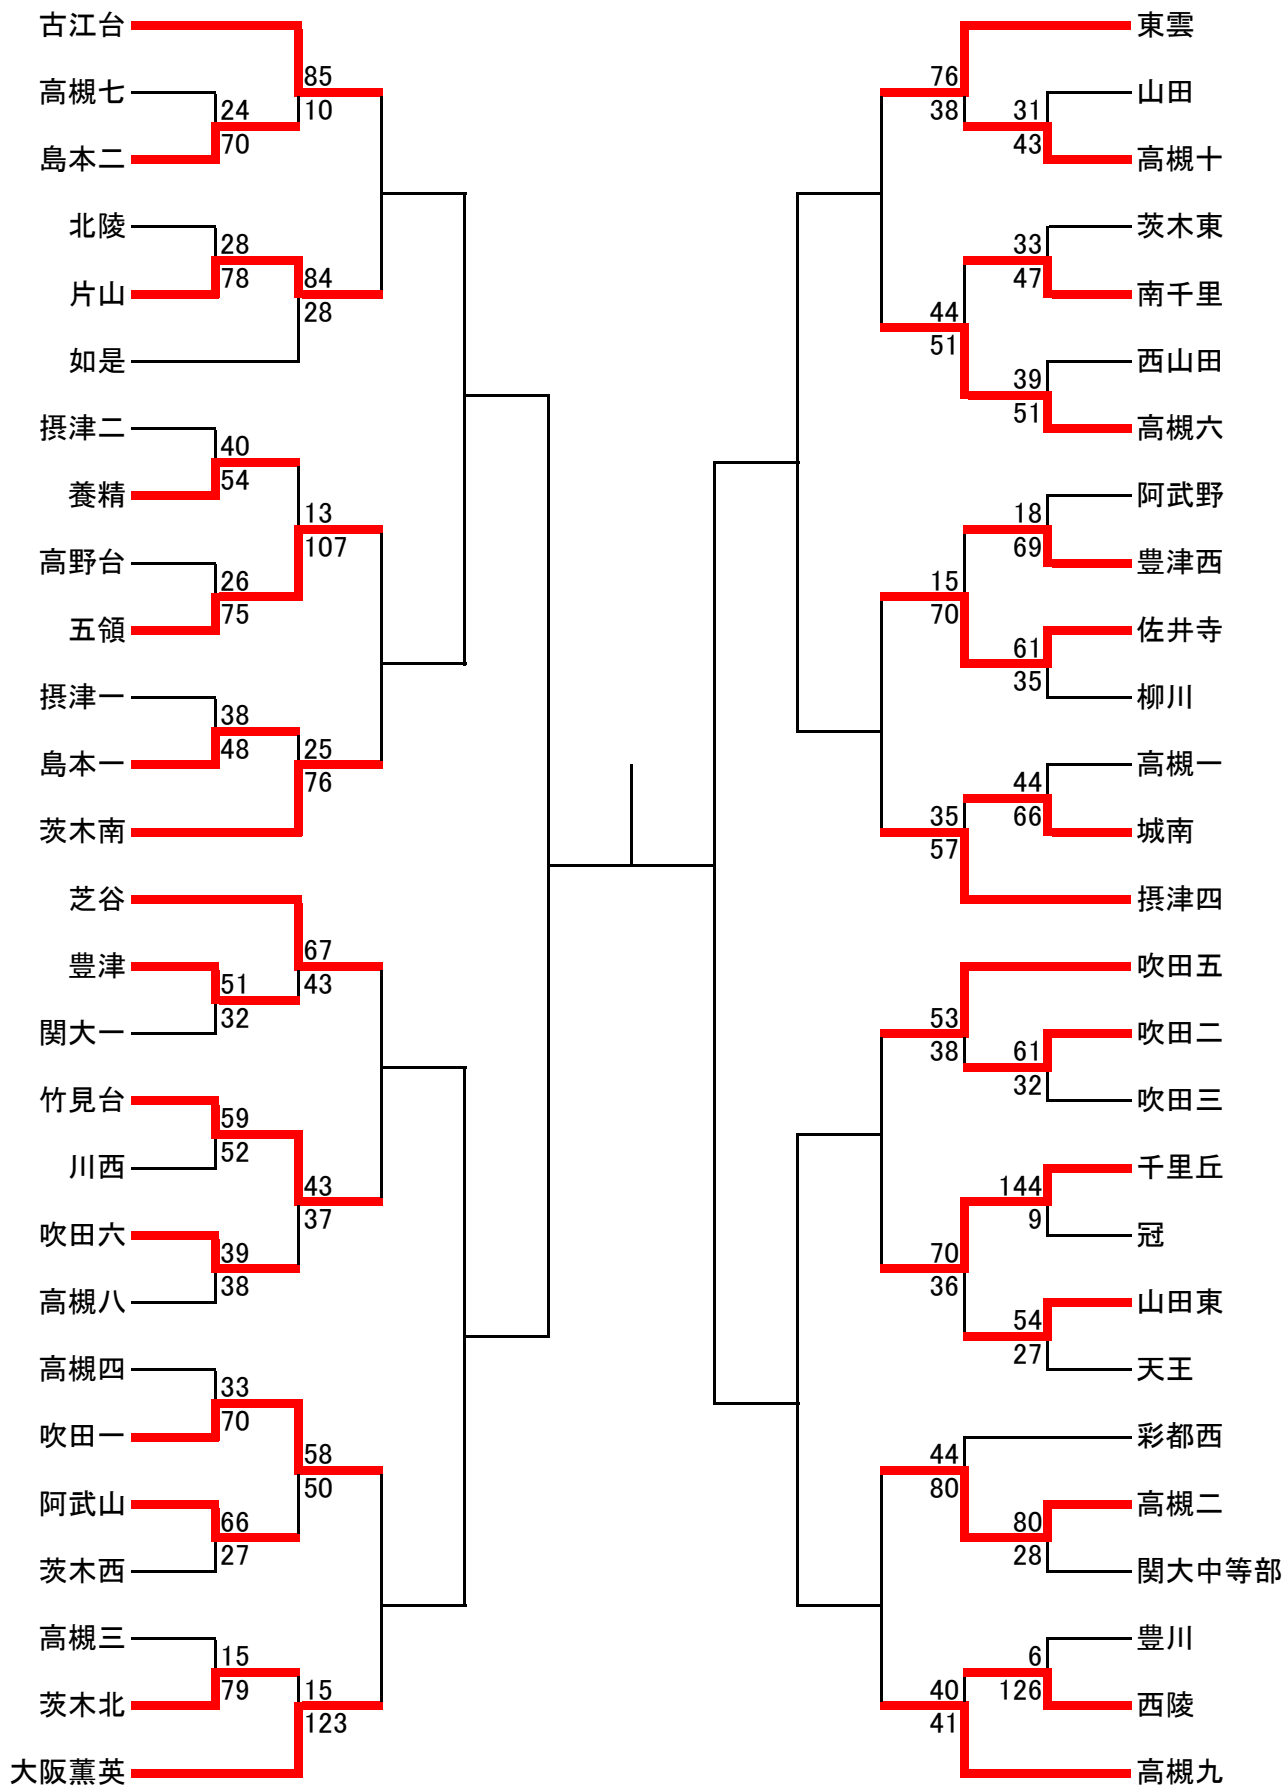 古江台
85
高槻七
24
10
島本二
70
北陵
28
片山
78
84
28
如是
摂津二
40
養精
54
13
高野台
107
26
五領
75
摂津一
38
島本一
48
25
76
茨木南
芝谷
67
豊津
51
43
関大一
32
竹見台
59
川西
52
43
吹田六
37
39
高槻八
38
高槻四
33
吹田一
70
58
阿武山
50
66
茨木西
27
高槻三
15
茨木北
79
15
123
大阪薫英
東雲
76
山田
38
31
高槻十
43
茨木東
33
南千里
47
44
西山田
51
39
高槻六
51
阿武野
18
豊津西
69
15
佐井寺
70
61
柳川
35
高槻一
44
城南
66
35
57
摂津四
吹田五
53
吹田二
38
61
吹田三
32
千里丘
144
冠
9
70
山田東
36
54
天王
27
彩都西
44
高槻二
80
80
関大中等部
28
豊川
6
西陵
126
40
41
高槻九